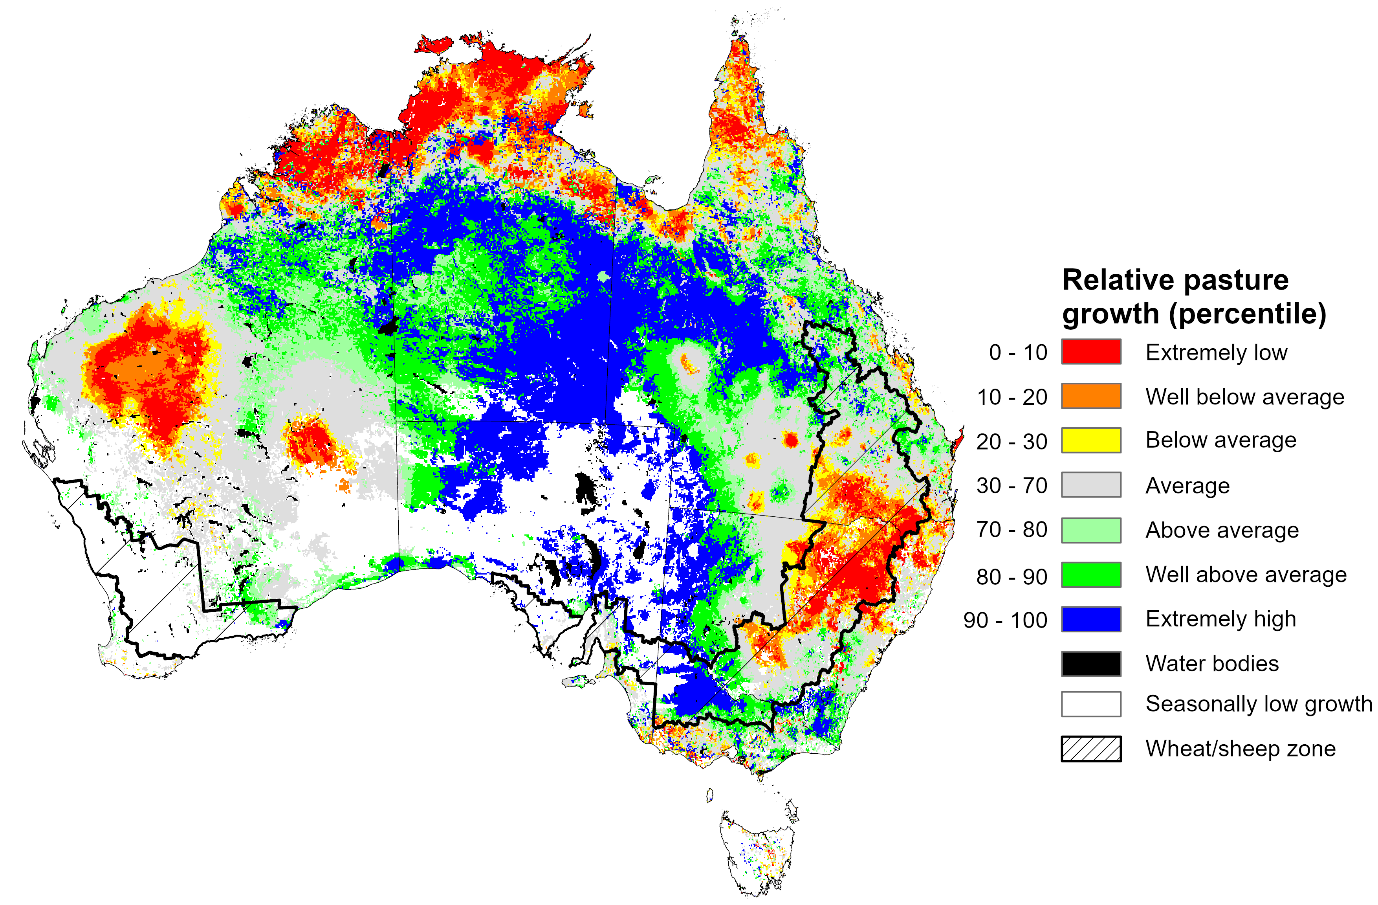 Relative pasture
growth (percentile)
0 - 10 Extremely low
10 - 20 Well below average
20 - 30 Below average
30 - 70 Average
70 - 80 Above average
80 - 90 Well above average
90 - 100 Extremely high
Water bodies
Seasonally low growth
Wheat/sheep zone